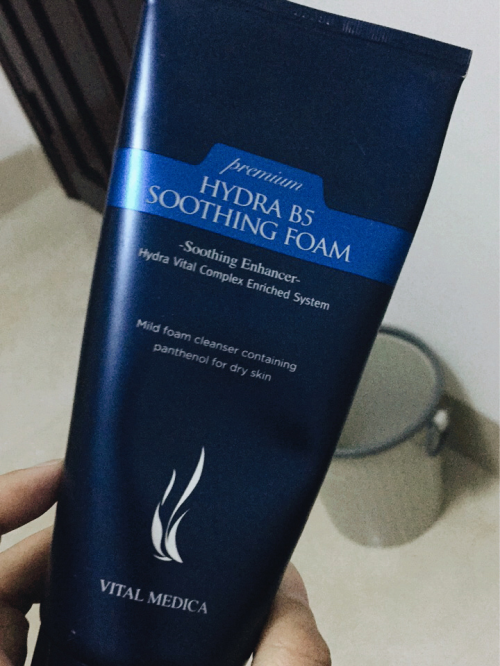 premium
HYDRA B5
SOOTHING FOAM
-Soothing Enhancer-
Hydra Vital Complex Enriched System
Mild foam cleanser containing
panthenol for dry skin
VITAL MEDICA